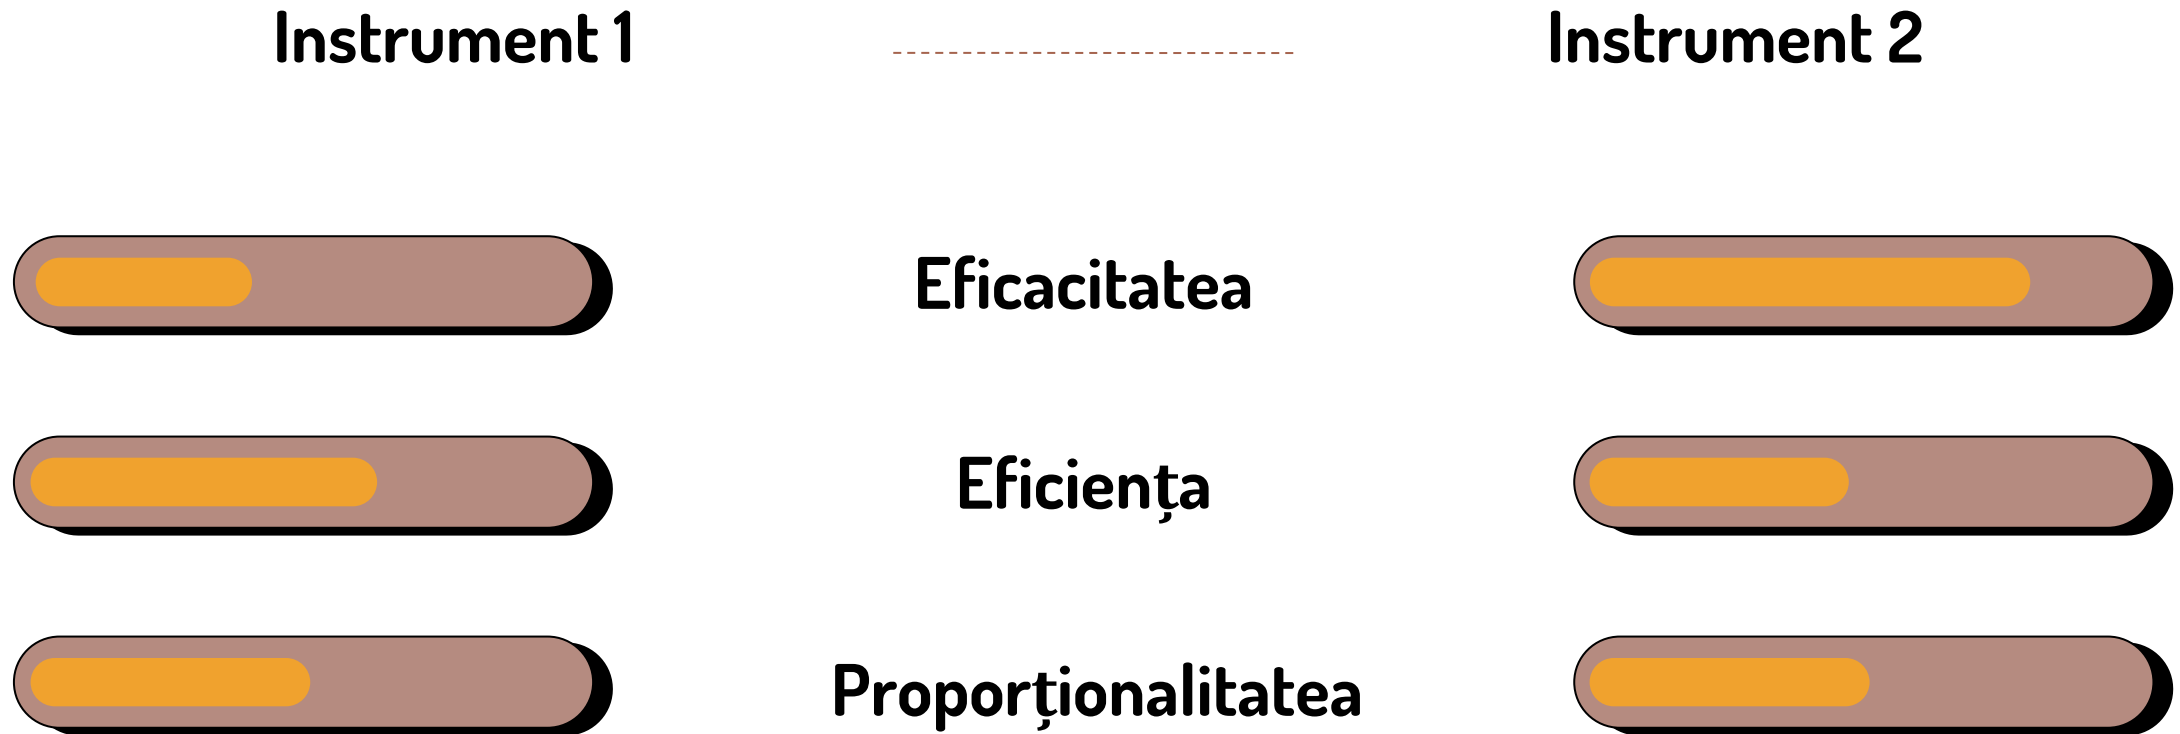 Instrument 1
Instrument 2
Eficacitatea
Eficiența
Proporționalitatea